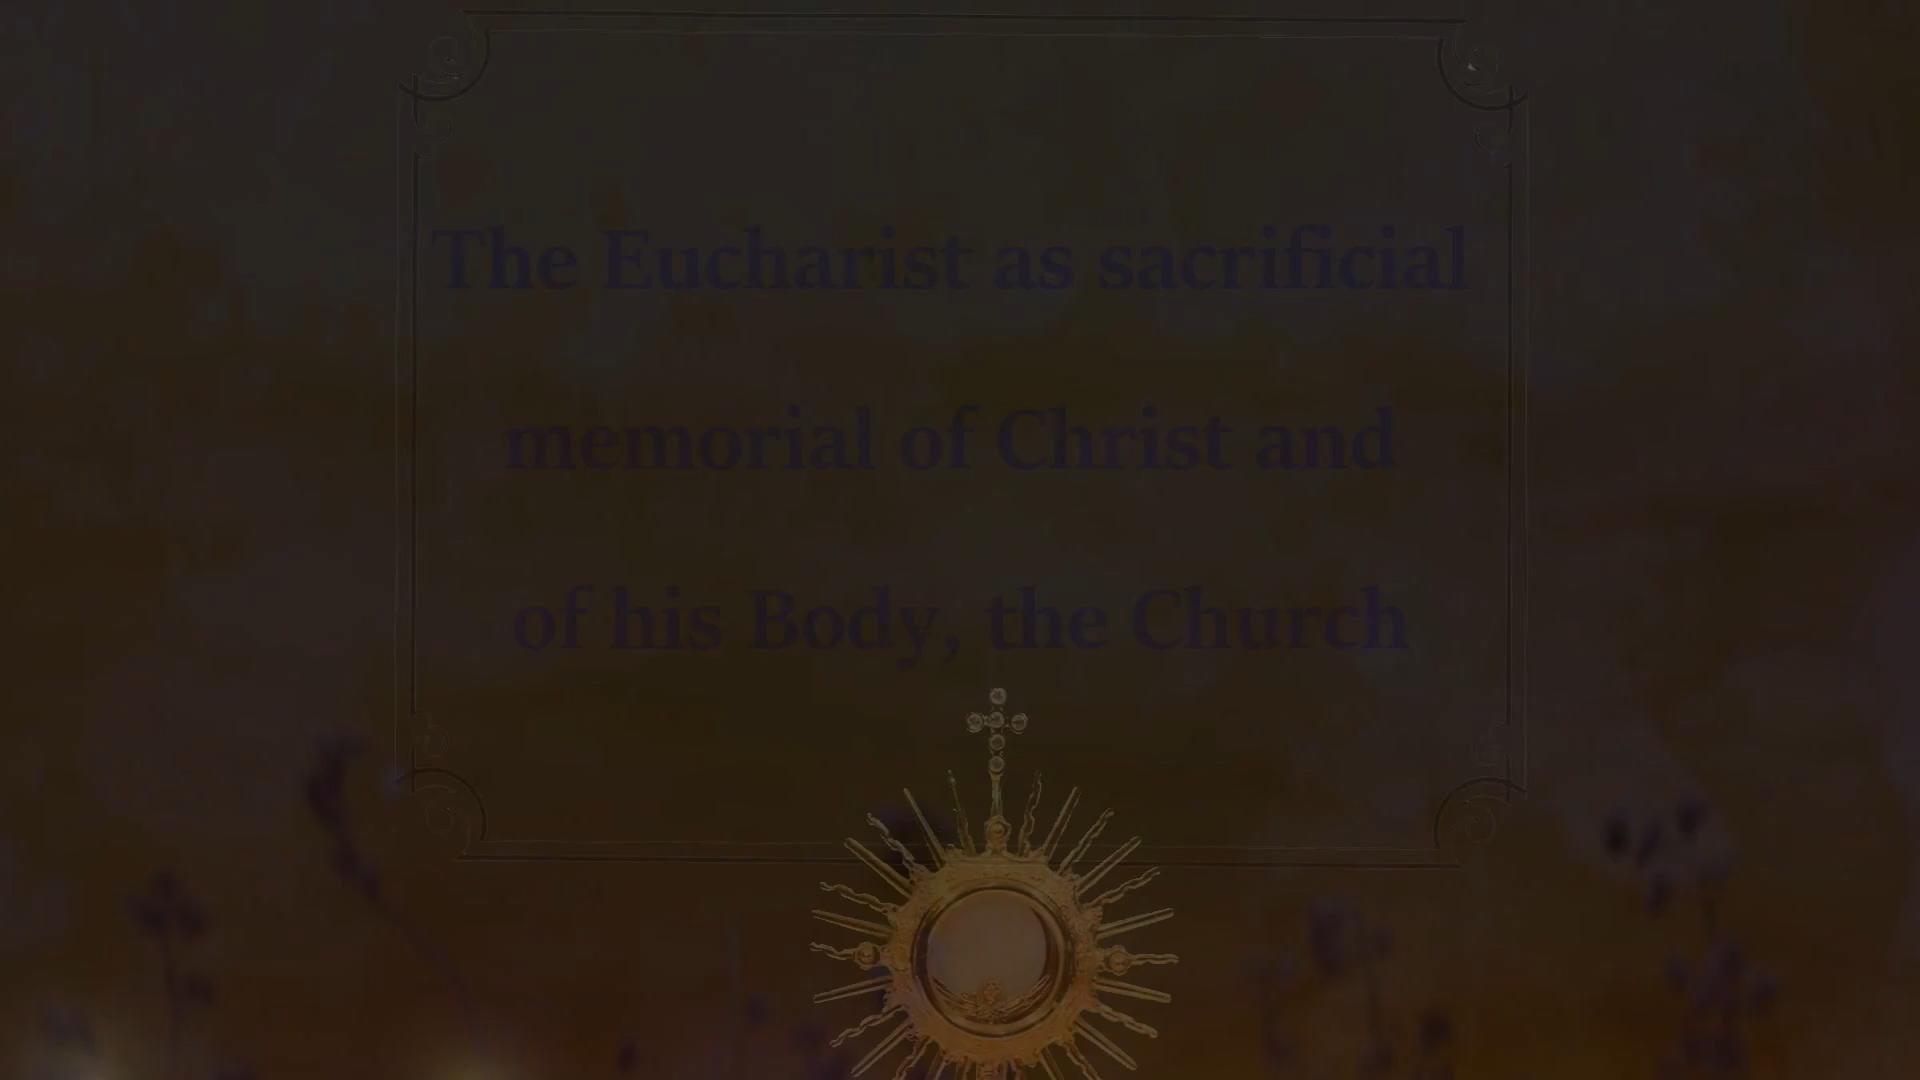 The Eucharist as sacrificial
memorial of Christ and
of his Body, the Church